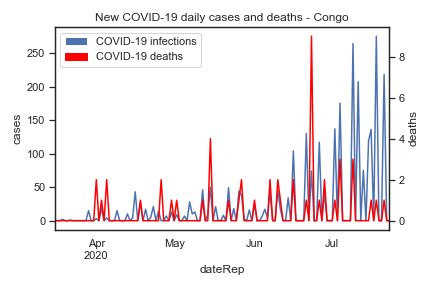 New COVID-19 daily cases and deaths - Congo
COVID-19 infections
COVID-19 deaths
250
200
150
100
50
0
cases
8
6
4
2
0
deaths
Apr
2020
May
Jun
Jul
dateRep